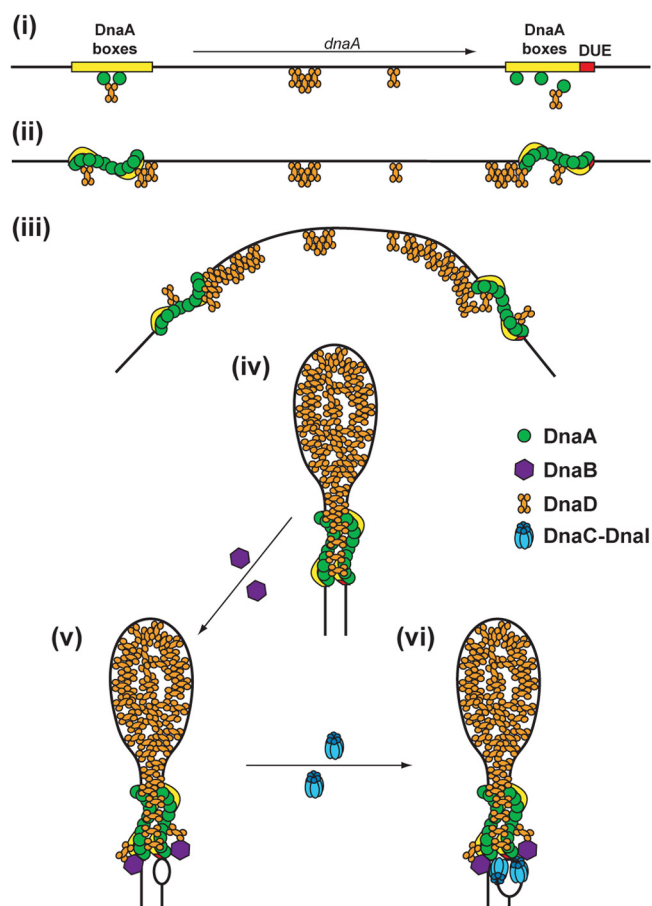 (i)
DnaA
boxes
dnaA
DnaA
boxes
DUE
(ii)
(iii)
(iv)
DnaA
DnaB
DnaD
DnaC-DnaI
(v)
(vi)